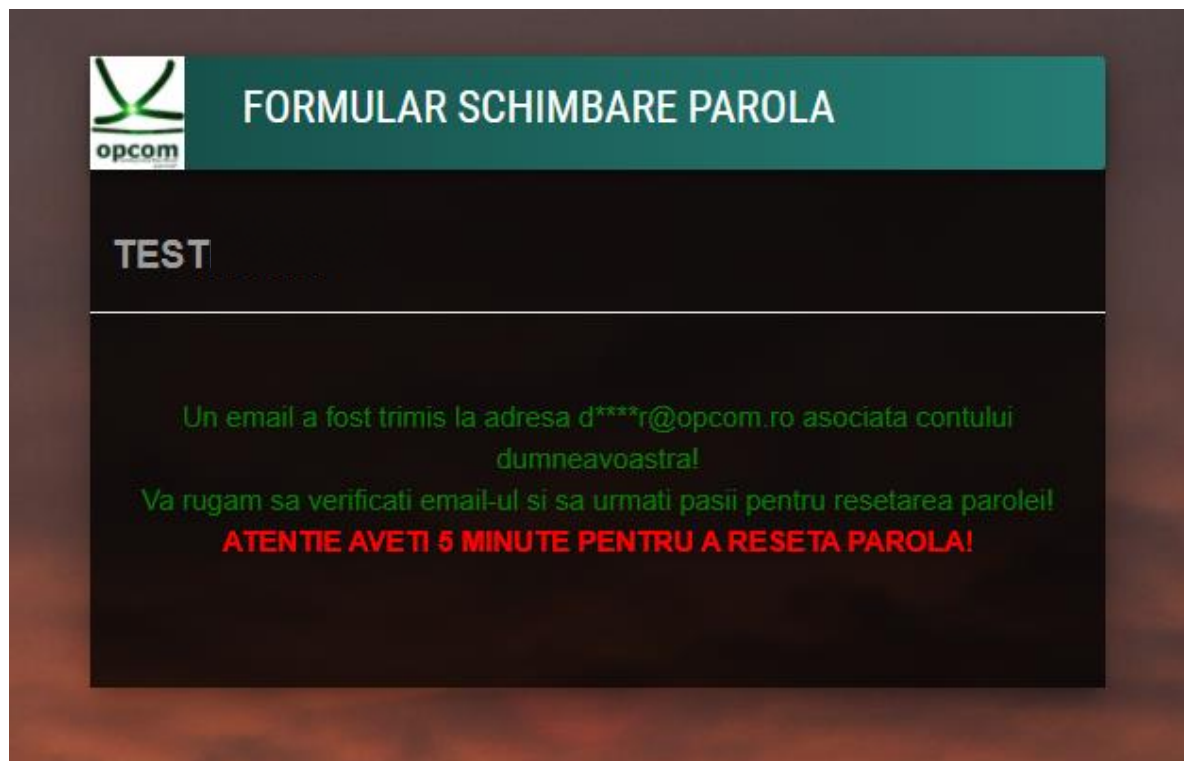 opcom
FORMULAR SCHIMBARE PAROLA
TEST
Un email a fost trimis la adresa d****r@opcom.ro asociata contului
dumneavoastra!
Va rugam sa verificati email-ul si sa urmati pasii pentru resetarea parolei!
ATENTIE AVETI 5 MINUTE PENTRU A RESETA PAROLA!